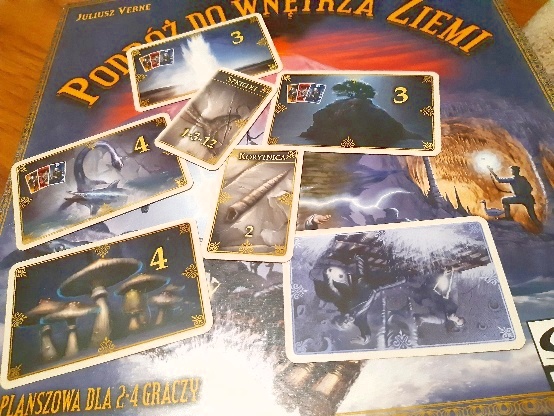 JULIUSZ VERNE
PODRÓŻ DO WNĘTRZA ZIEMI
3
3
4
KORYTNICA
2
4
PLANSZOWA DLA 2-4 GRACZY